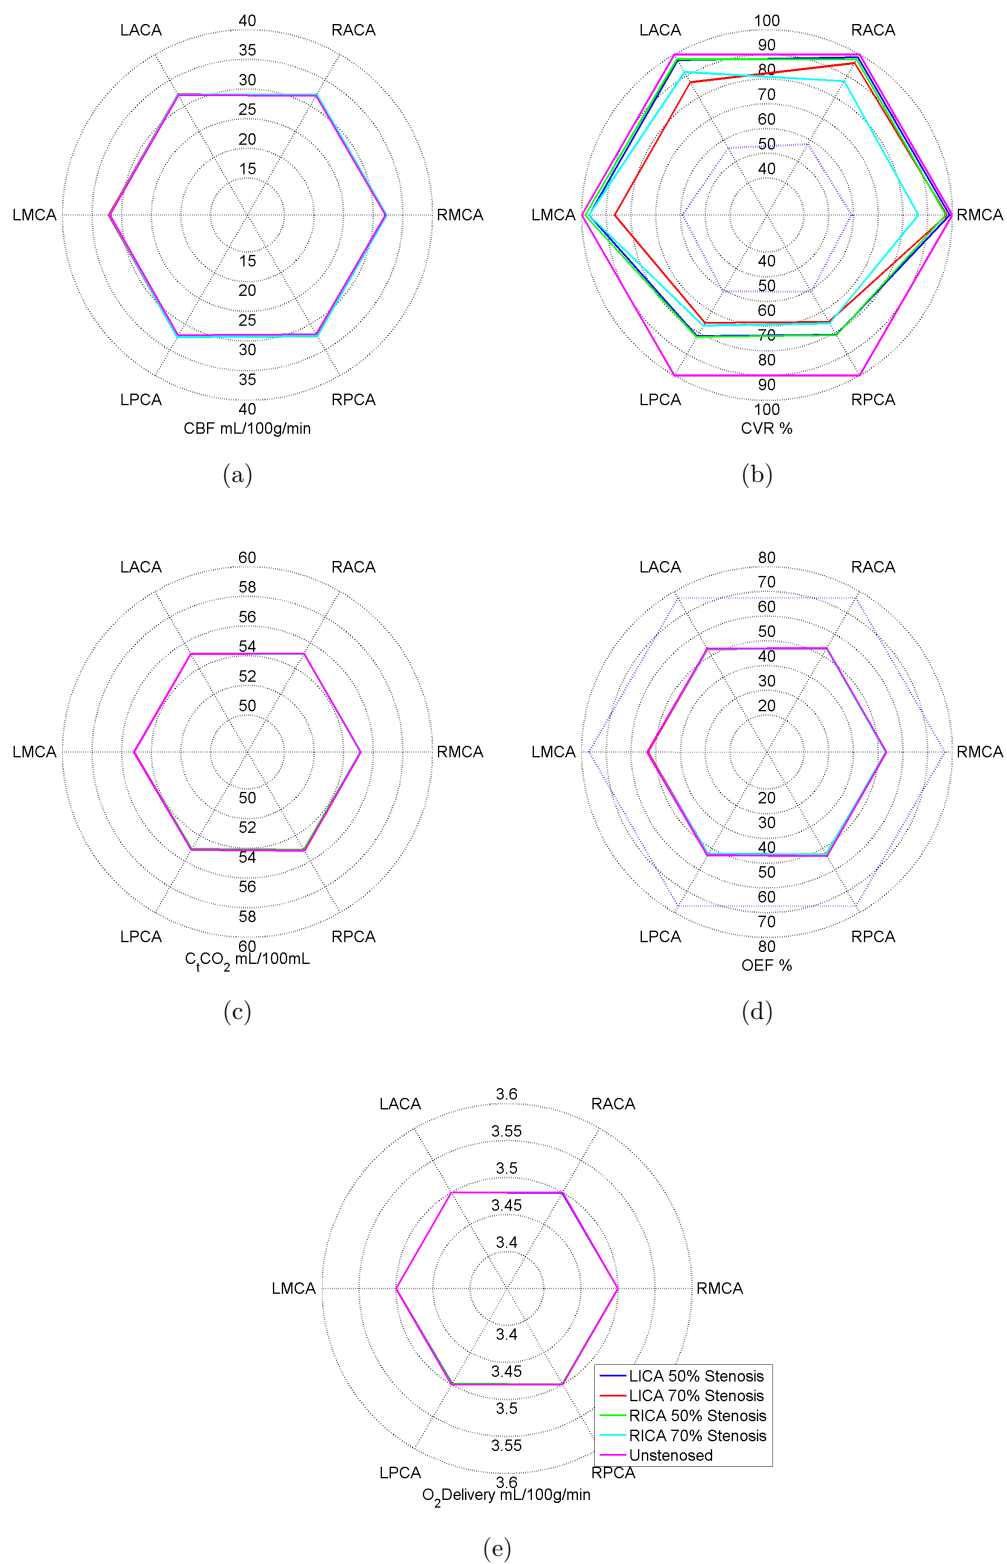 40
LACA
RACA
35
30
25
20
15
LMCA
RMCA
15
20
25
30
35
LPCA
RPCA
40
CBF mL/100g/min
(a)
100
LACA
RACA
90
80
70
60
50
40
LMCA
RMCA
40
50
60
70
80
90
LPCA
RPCA
100
CVR %
(b)
60
LACA
RACA
58
56
54
52
50
LMCA
RMCA
50
52
54
56
58
LPCA
RPCA
60
CtCO2 mL/100mL
(c)
80
LACA
RACA
70
60
50
40
30
20
LMCA
RMCA
20
30
40
50
60
70
LPCA
RPCA
80
OEF %
(d)
3.6
LACA
RACA
3.55
3.5
3.45
3.4
LMCA
RMCA
3.4
3.45
3.5
3.55
LPCA
RPCA
3.6
O2Delivery mL/100g/min
LICA 50% Stenosis
LICA 70% Stenosis
RICA 50% Stenosis
RICA 70% Stenosis
Unstenosed
(e)